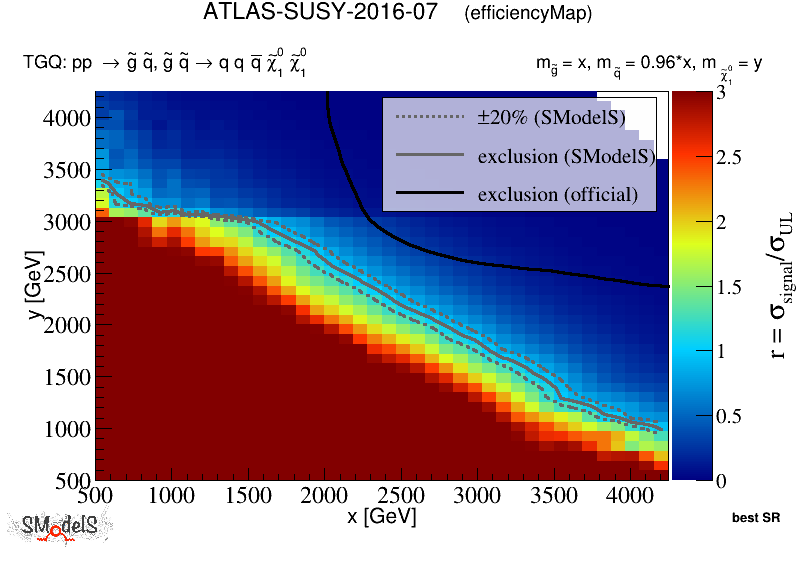 ATLAS-SUSY-2016-07 (efficiencyMap)
TGQ: pp → g̃ q̃, g̃ q̃ → q q q̅ χ̃₁⁰ χ̃₁⁰
m_g̃ = x, m_q̃ = 0.96*x, m_χ̃₁⁰ = y
±20% (SModelS)
exclusion (SModelS)
exclusion (official)
4000
3500
3000
2500
2000
1500
1000
500
y [GeV]
500 1000 1500 2000 2500 3000 3500 4000
x [GeV]
3
2.5
2
1.5
1
0.5
0
r = σ_signal/σ_UL
best SR
SModelS